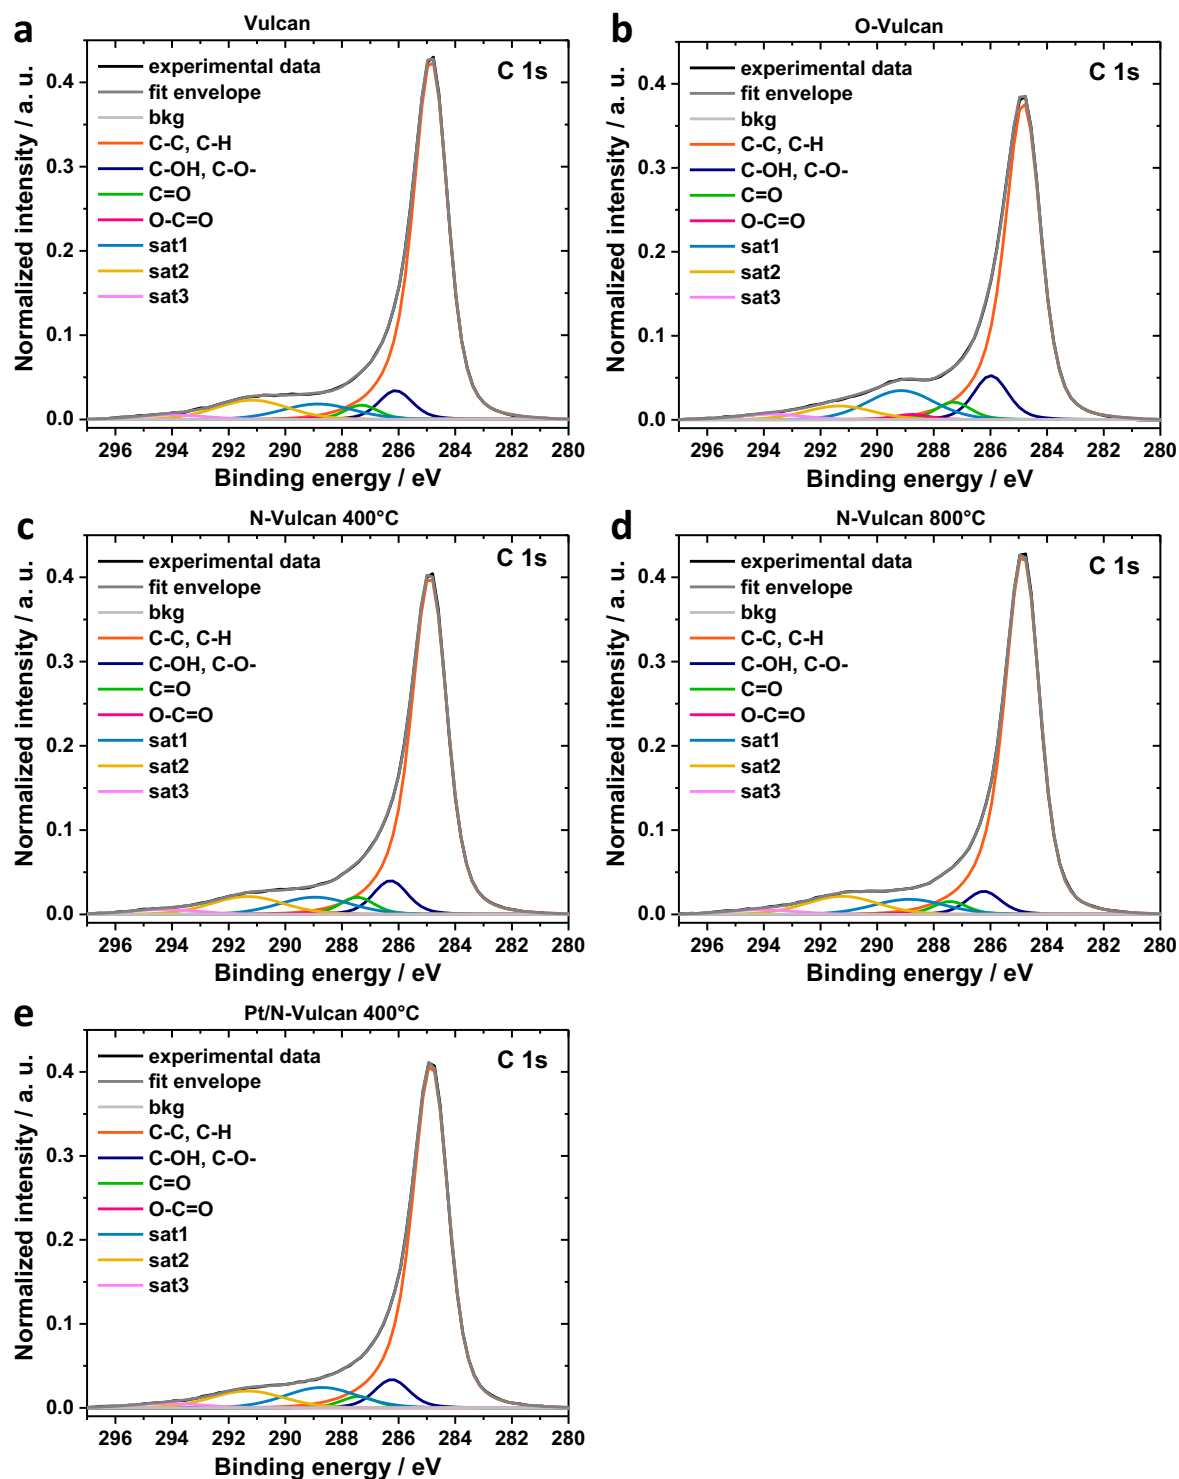 a
Vulcan
C 1s
experimental data
fit envelope
bkg
C-C, C-H
C-OH, C-O-
C=O
O-C=O
sat1
sat2
sat3
Normalized intensity / a. u.
0.4
0.3
0.2
0.1
0.0
296 294 292 290 288 286 284 282 280
Binding energy / eV
b
O-Vulcan
C 1s
experimental data
fit envelope
bkg
C-C, C-H
C-OH, C-O-
C=O
O-C=O
sat1
sat2
sat3
Normalized intensity / a. u.
0.4
0.3
0.2
0.1
0.0
296 294 292 290 288 286 284 282 280
Binding energy / eV
c
N-Vulcan 400°C
C 1s
experimental data
fit envelope
bkg
C-C, C-H
C-OH, C-O-
C=O
O-C=O
sat1
sat2
sat3
Normalized intensity / a. u.
0.4
0.3
0.2
0.1
0.0
296 294 292 290 288 286 284 282 280
Binding energy / eV
d
N-Vulcan 800°C
C 1s
experimental data
fit envelope
bkg
C-C, C-H
C-OH, C-O-
C=O
O-C=O
sat1
sat2
sat3
Normalized intensity / a. u.
0.4
0.3
0.2
0.1
0.0
296 294 292 290 288 286 284 282 280
Binding energy / eV
e
Pt/N-Vulcan 400°C
C 1s
experimental data
fit envelope
bkg
C-C, C-H
C-OH, C-O-
C=O
O-C=O
sat1
sat2
sat3
Normalized intensity / a. u.
0.4
0.3
0.2
0.1
0.0
296 294 292 290 288 286 284 282 280
Binding energy / eV